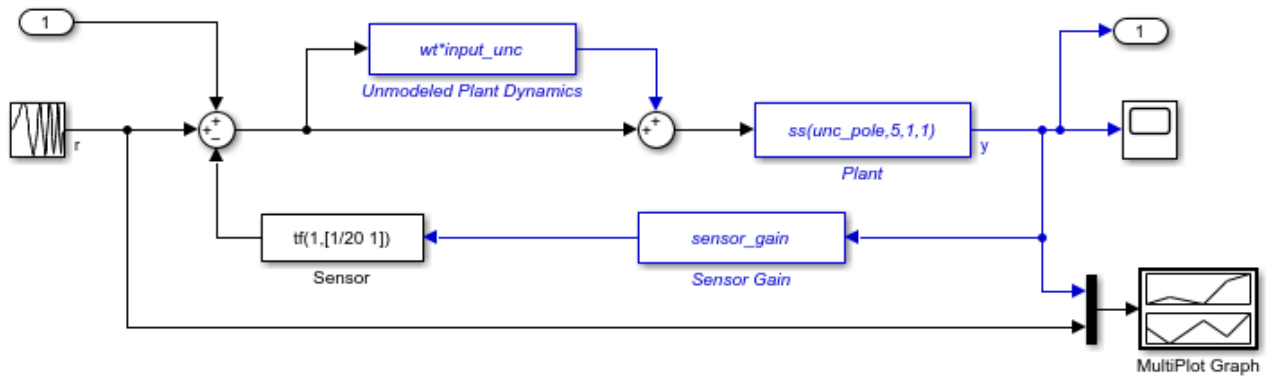 1
wt*input_unc
1
Unmodeled Plant Dynamics
+
+
−
r
+
+
ss(unc_pole,5,1,1)
y
Plant
tf(1,[1/20 1])
sensor_gain
Sensor
Sensor Gain
MultiPlot Graph